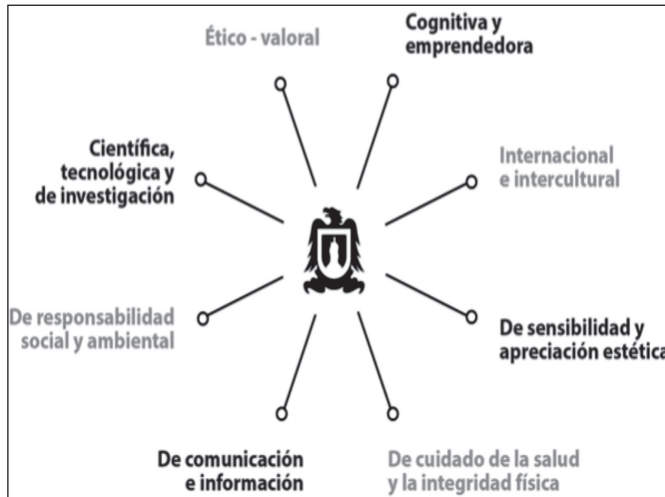 Ético - valoral
Cognitiva y
emprendedora
Científica,
tecnológica y
de investigación
Internacional
e intercultural
De responsabilidad
social y ambiental
De sensibilidad y
apreciación estética
De comunicación
e información
De cuidado de la salud
y la integridad física